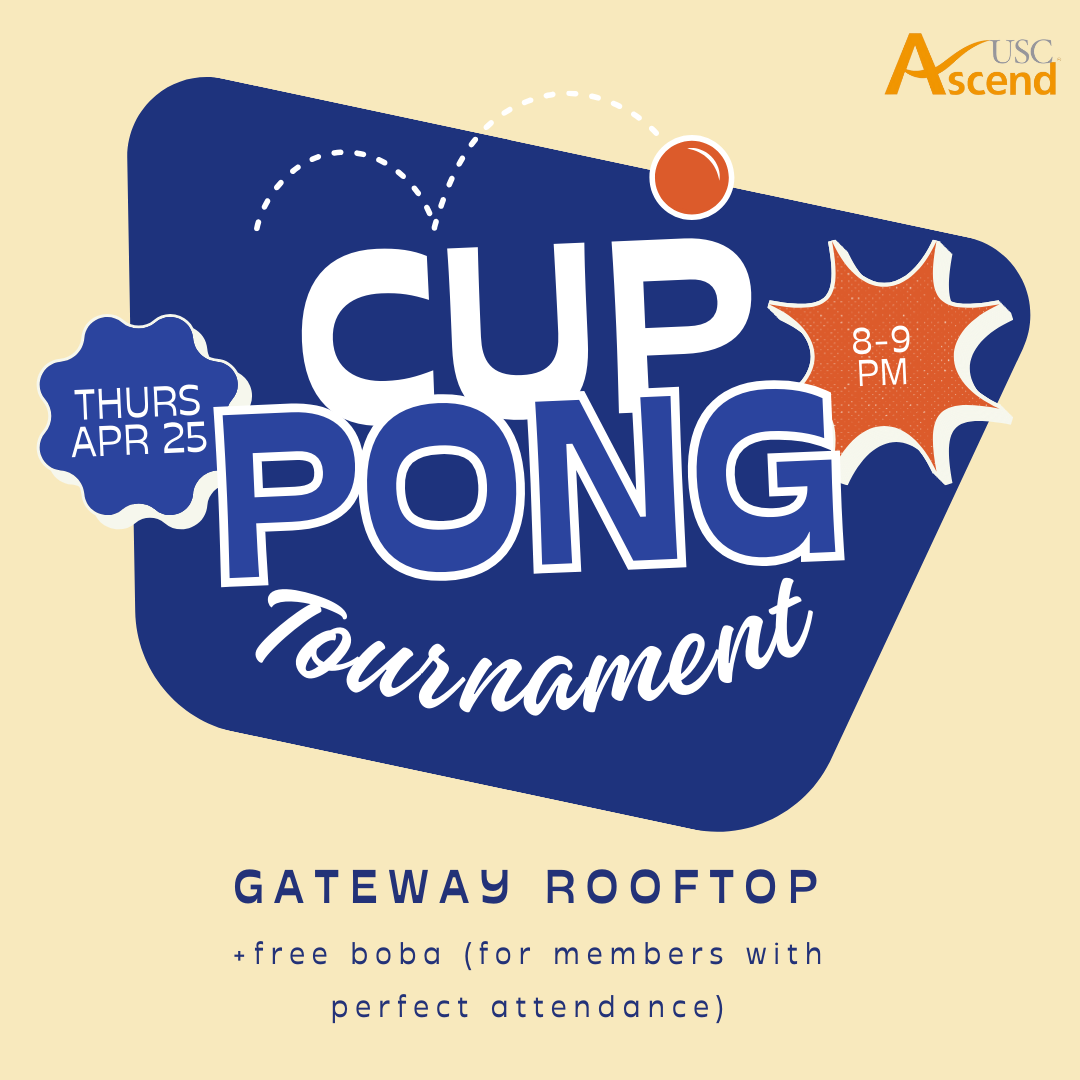 USC
Ascend
CUP
PONG
Tournament
THURS
APR 25
8-9
PM
GATEWAY ROOFTOP
+free boba (for members with
perfect attendance)